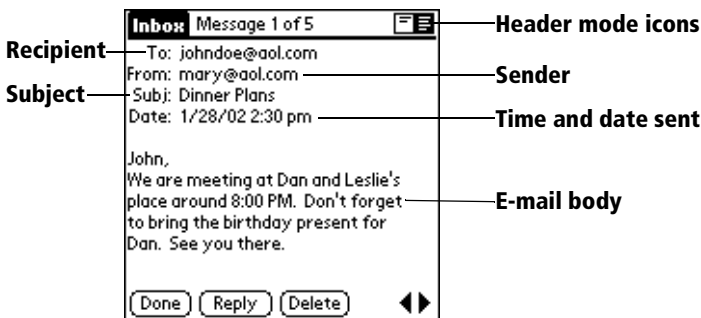 Inbox Message 1 of 5
Header mode icons
Recipient
To: johndoe@aol.com
From: mary@aol.com
Sender
Subject
Subj: Dinner Plans
Date: 1/28/02 2:30 pm
Time and date sent
John,
We are meeting at Dan and Leslie's
place around 8:00 PM. Don't forget
E-mail body
to bring the birthday present for
Dan. See you there.
Done Reply Delete